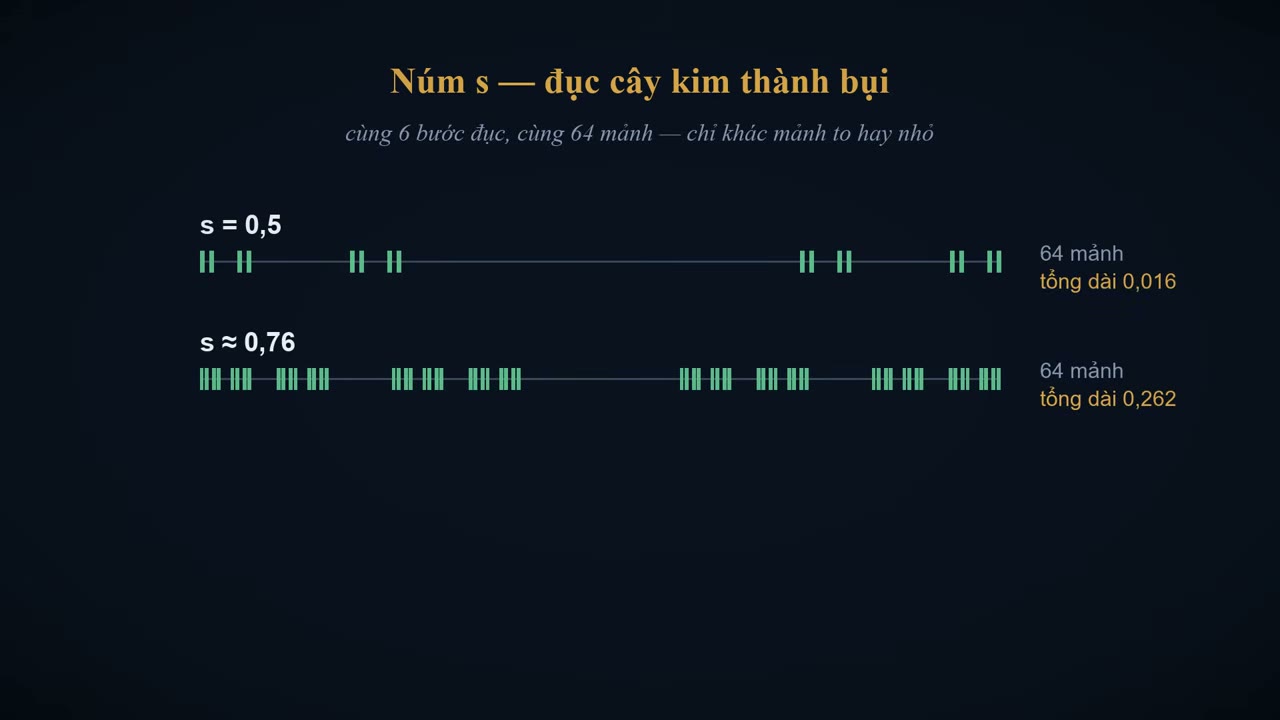 Núm s — đục cây kim thành bụi
cùng 6 bước đục, cùng 64 mảnh — chỉ khác mảnh to hay nhỏ
s = 0,5
64 mảnh
tổng dài 0,016
s ≈ 0,76
64 mảnh
tổng dài 0,262